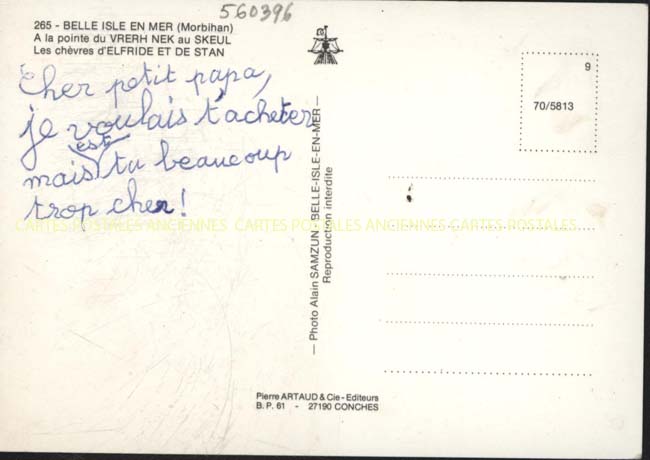 560396
265 - BELLE ISLE EN MER (Morbihan)
A la pointe du VRERH NEK au SKEUL
Les chèvres d'ELFRIDE ET DE STAN
Cher petit papa,
je voulais t'acheter
est
mais tu beaucoup
trop cher!
— Photo Alain SAMZUN - BELLE-ISLE-EN-MER —
Reproduction interdite
9
70/5813
CARTES POSTALES ANCIENNES CARTES POSTALES ANCIENNES CARTES POSTALES
Pierre ARTAUD & Cie - Editeurs
B. P. 61 - 27190 CONCHES